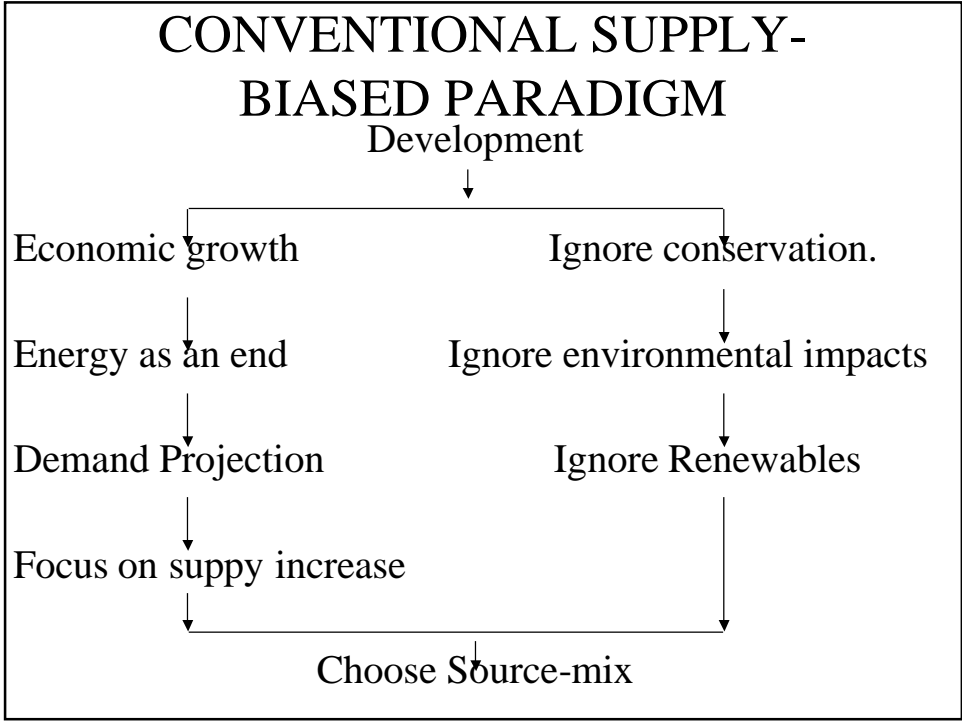 CONVENTIONAL SUPPLY-
BIASED PARADIGM
Development
Economic growth
Ignore conservation.
Energy as an end
Ignore environmental impacts
Demand Projection
Ignore Renewables
Focus on suppy increase
Choose Source-mix